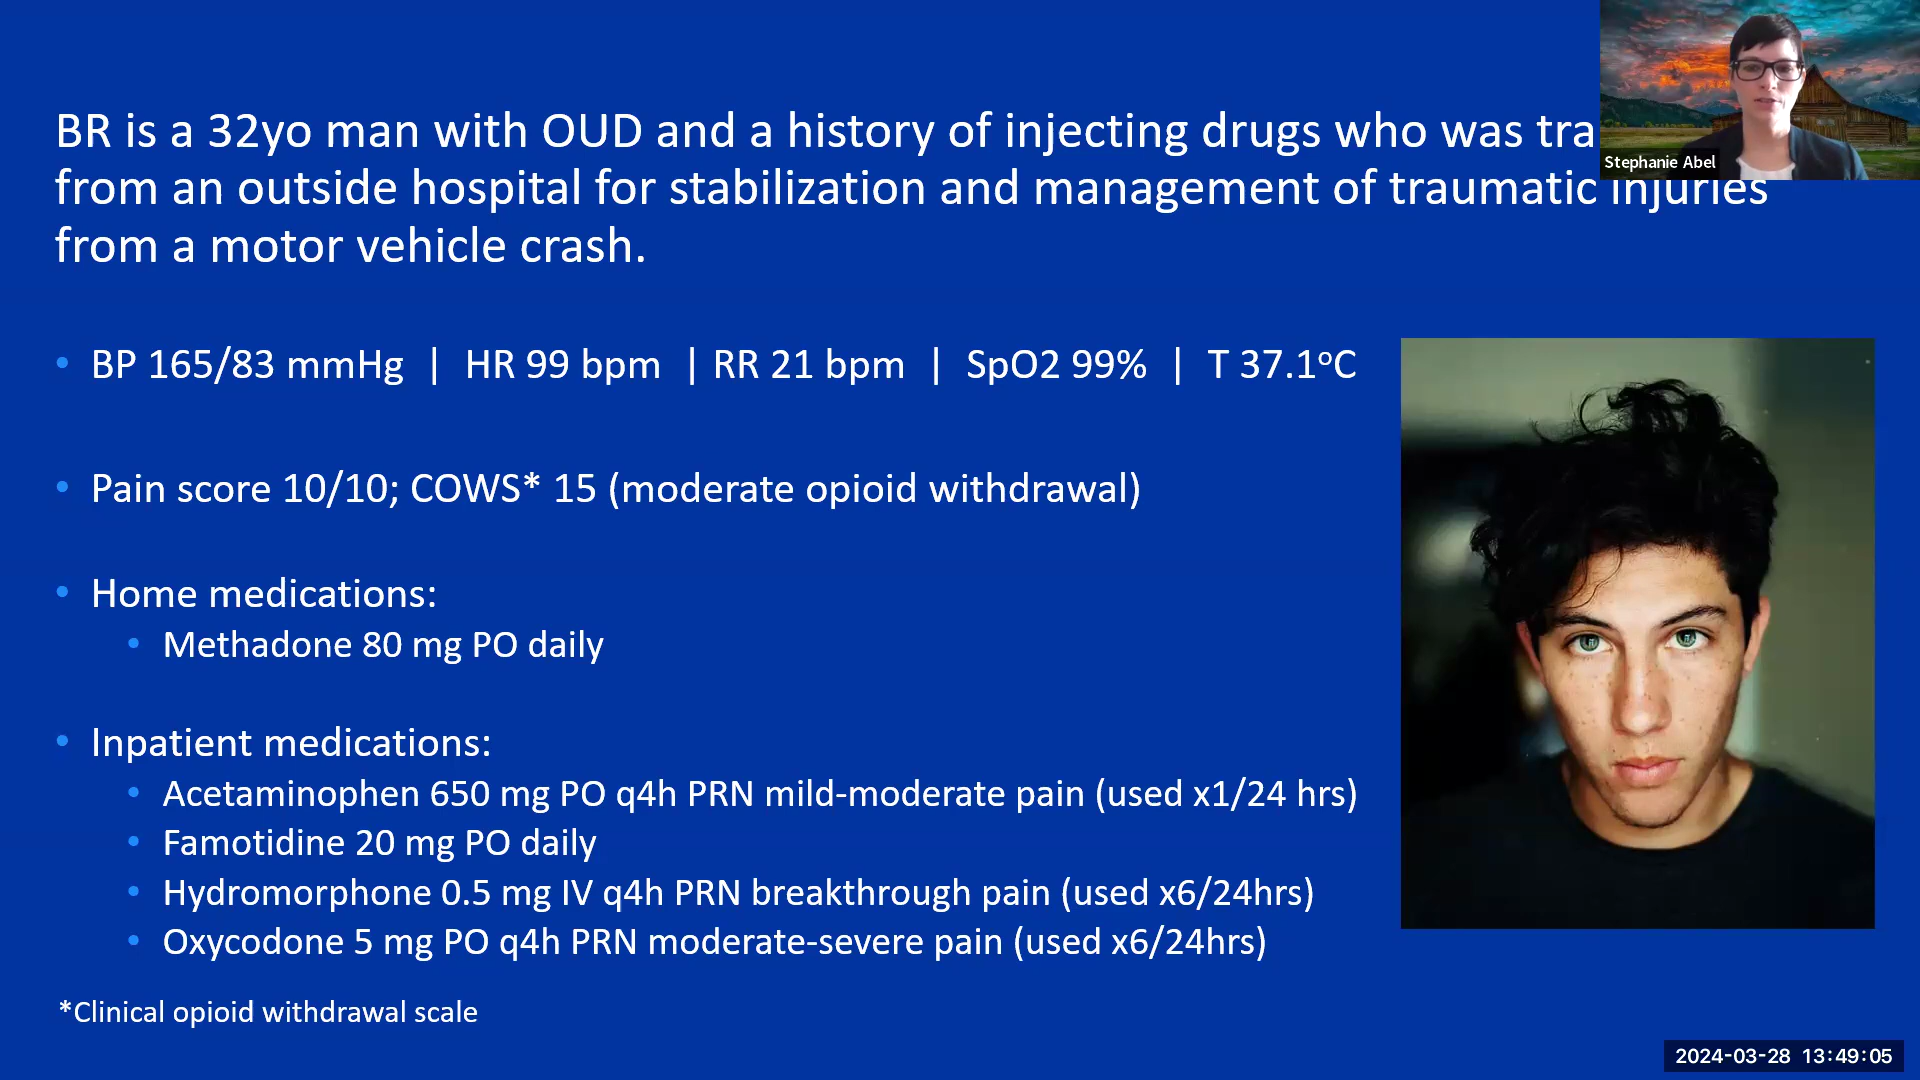 BR is a 32yo man with OUD and a history of injecting drugs who was tra
from an outside hospital for stabilization and management of traumatic injuries
from a motor vehicle crash.
• BP 165/83 mmHg | HR 99 bpm | RR 21 bpm | SpO2 99% | T 37.1ºC
• Pain score 10/10; COWS* 15 (moderate opioid withdrawal)
• Home medications:
• Methadone 80 mg PO daily
• Inpatient medications:
• Acetaminophen 650 mg PO q4h PRN mild-moderate pain (used x1/24 hrs)
• Famotidine 20 mg PO daily
• Hydromorphone 0.5 mg IV q4h PRN breakthrough pain (used x6/24hrs)
• Oxycodone 5 mg PO q4h PRN moderate-severe pain (used x6/24hrs)
*Clinical opioid withdrawal scale
Stephanie Abel
2024-03-28 13:49:05